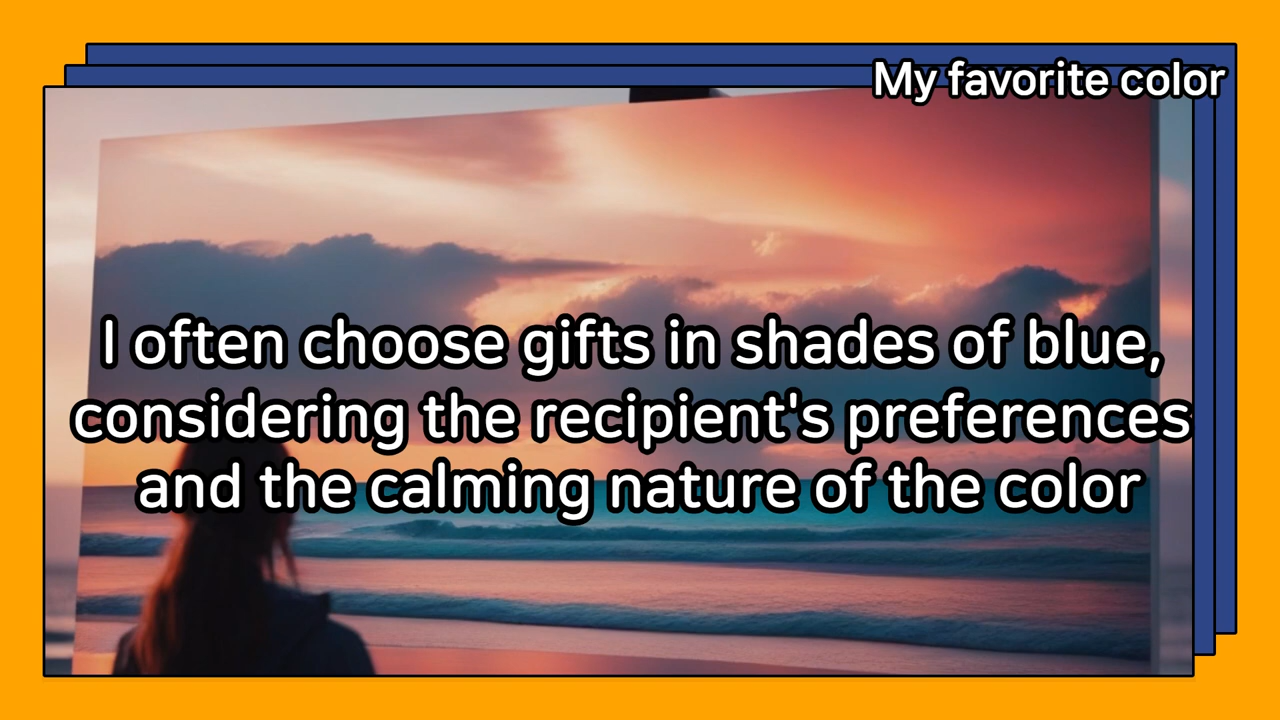 My favorite color
I often choose gifts in shades of blue,
considering the recipient's preferences
and the calming nature of the color